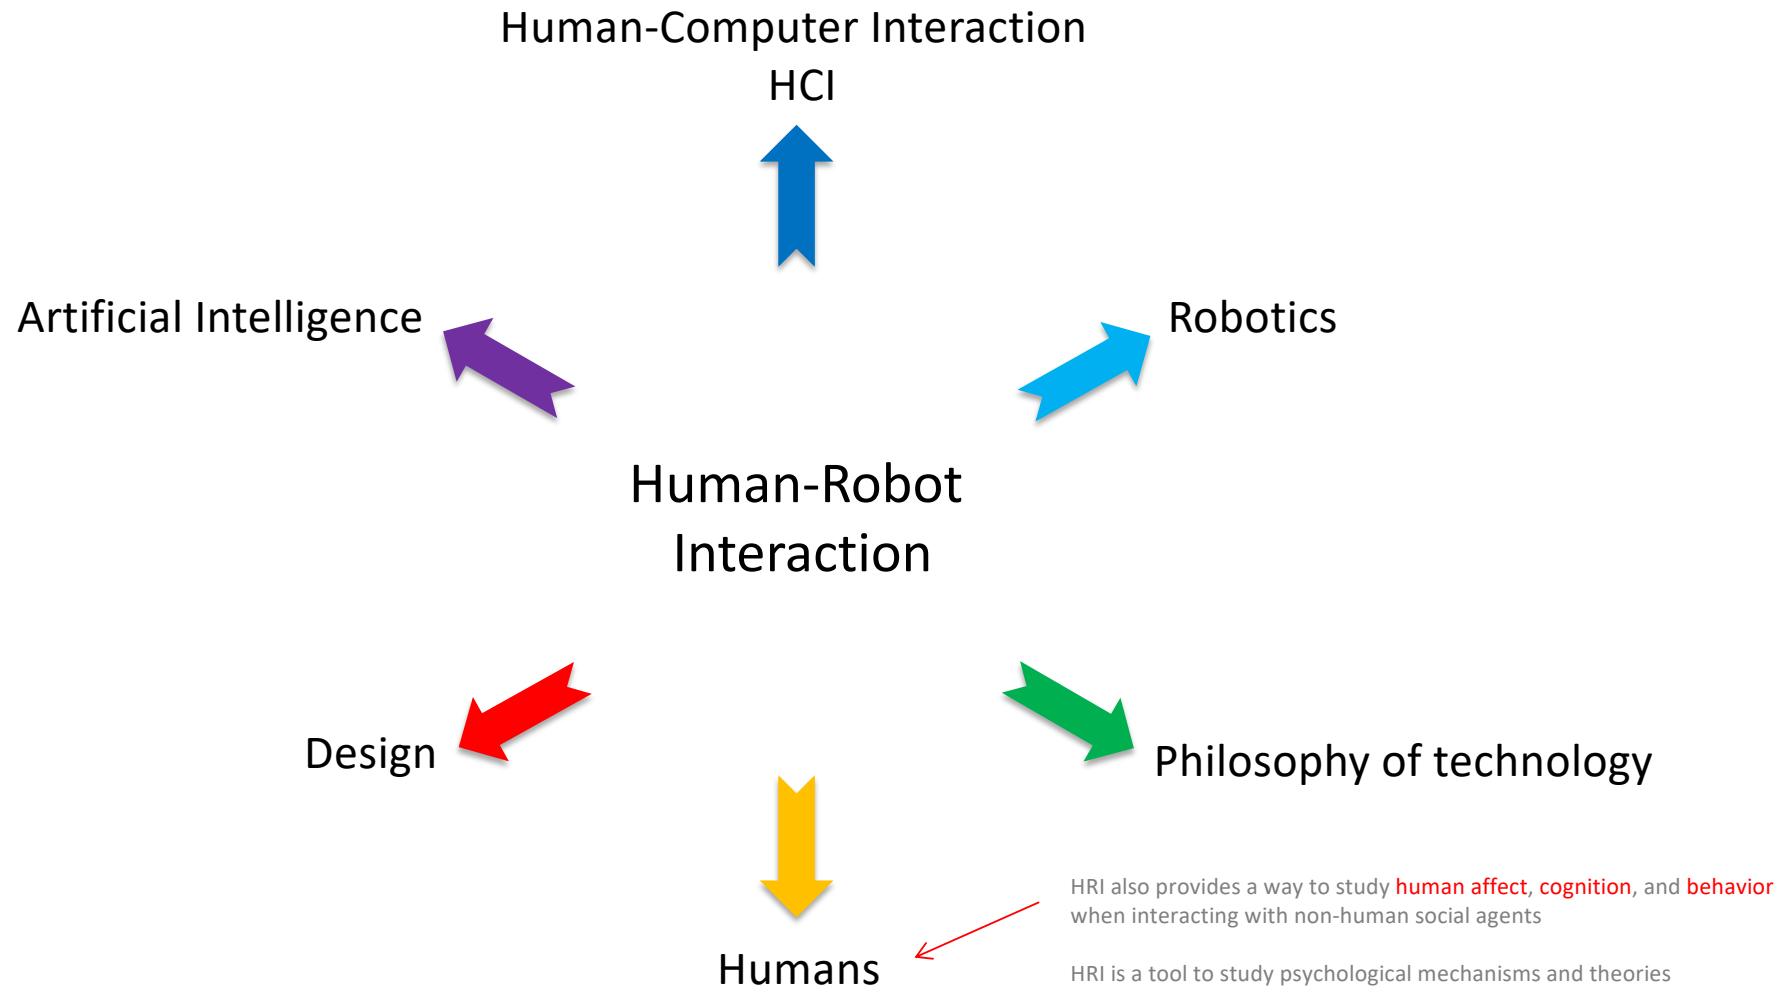 Human-Computer Interaction
HCI
Artificial Intelligence
Robotics
Human-Robot
Interaction
Design
Philosophy of technology
HRI also provides a way to study human affect, cognition, and behavior
when interacting with non-human social agents
Humans
HRI is a tool to study psychological mechanisms and theories